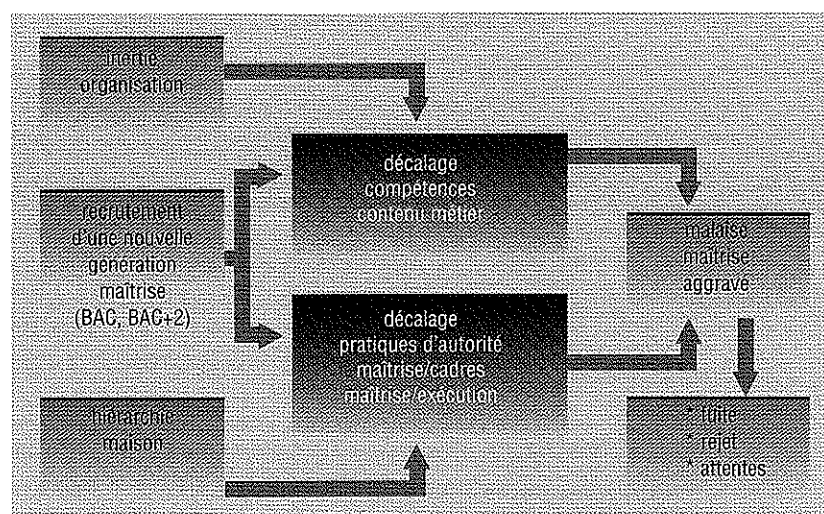 inertie
organisation
décalage
compétences
contenu métier
recrutement
d'une nouvelle
génération
maîtrise
(BAC, BAC+2)
malaise
maîtrise
aggravé
décalage
pratiques d'autorité
maîtrise/cadres
maîtrise/exécution
hiérarchie
maison
* fuite
* rejet
* attentes